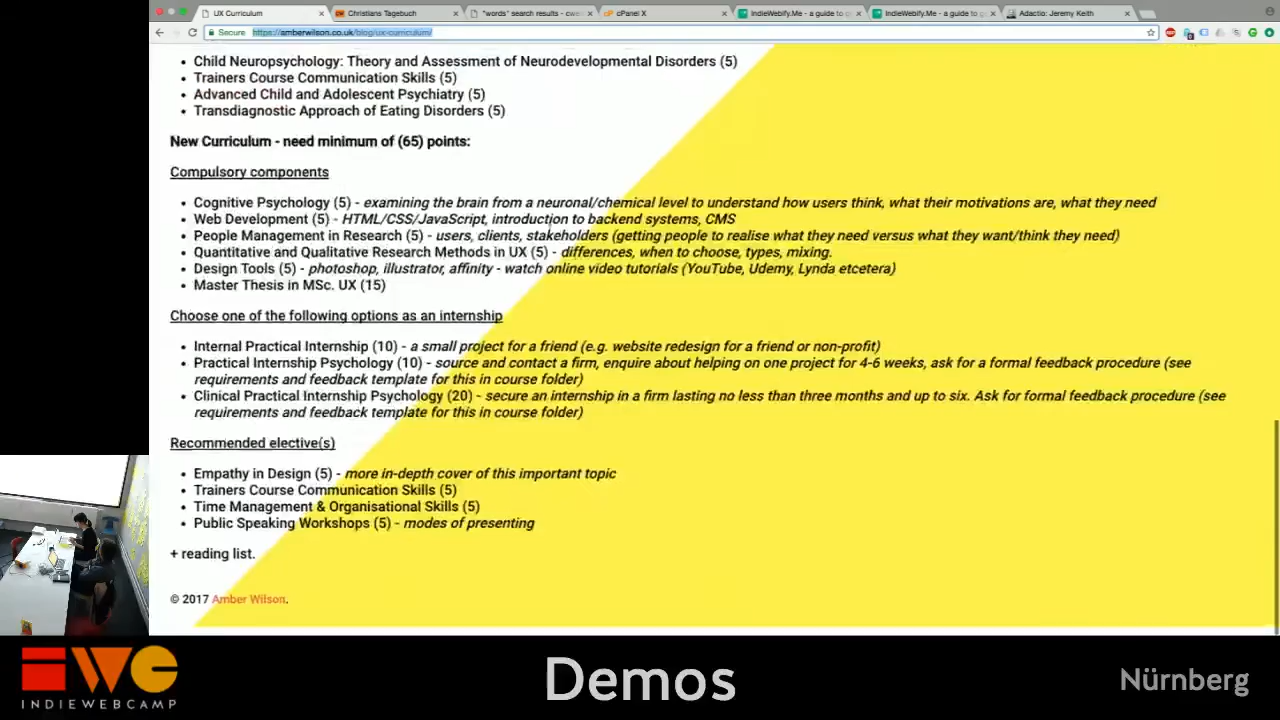 UX Curriculum
Christians Tagebuch
"words" search results - cwe
cPanel X
IndieWebify.Me - a guide to g
IndieWebify.Me - a guide to g
Adactio: Jeremy Keith
Secure
https://amberwilson.co.uk/blog/ux-curriculum/
• Child Neuropsychology: Theory and Assessment of Neurodevelopmental Disorders (5)
• Trainers Course Communication Skills (5)
• Advanced Child and Adolescent Psychiatry (5)
• Transdiagnostic Approach of Eating Disorders (5)
New Curriculum - need minimum of (65) points:
Compulsory components
• Cognitive Psychology (5) - examining the brain from a neuronal/chemical level to understand how users think, what their motivations are, what they need
• Web Development (5) - HTML/CSS/JavaScript, introduction to backend systems, CMS
• People Management in Research (5) - users, clients, stakeholders (getting people to realise what they need versus what they want/think they need)
• Quantitative and Qualitative Research Methods in UX (5) - differences, when to choose, types, mixing.
• Design Tools (5) - photoshop, illustrator, affinity - watch online video tutorials (YouTube, Udemy, Lynda etcetera)
• Master Thesis in MSc. UX (15)
Choose one of the following options as an internship
• Internal Practical Internship (10) - a small project for a friend (e.g. website redesign for a friend or non-profit)
• Practical Internship Psychology (10) - source and contact a firm, enquire about helping on one project for 4-6 weeks, ask for a formal feedback procedure (see
requirements and feedback template for this in course folder)
• Clinical Practical Internship Psychology (20) - secure an internship in a firm lasting no less than three months and up to six. Ask for formal feedback procedure (see
requirements and feedback template for this in course folder)
Recommended elective(s)
• Empathy in Design (5) - more in-depth cover of this important topic
• Trainers Course Communication Skills (5)
• Time Management & Organisational Skills (5)
• Public Speaking Workshops (5) - modes of presenting
+ reading list.
© 2017 Amber Wilson.
IWC
INDIEWEBCAMP
Demos
Nürnberg